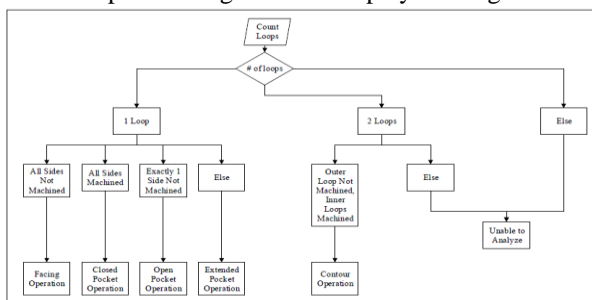 Count
Loops
# of loops
1 Loop
2 Loops
Else
All Sides
Not
Machined
All Sides
Machined
Exactly 1
Side Not
Machined
Else
Outer
Loop Not
Machined,
Inner
Loops
Machined
Else
Unable to
Analyze
Facing
Operation
Closed
Pocket
Operation
Open
Pocket
Operation
Extended
Pocket
Operation
Contour
Operation